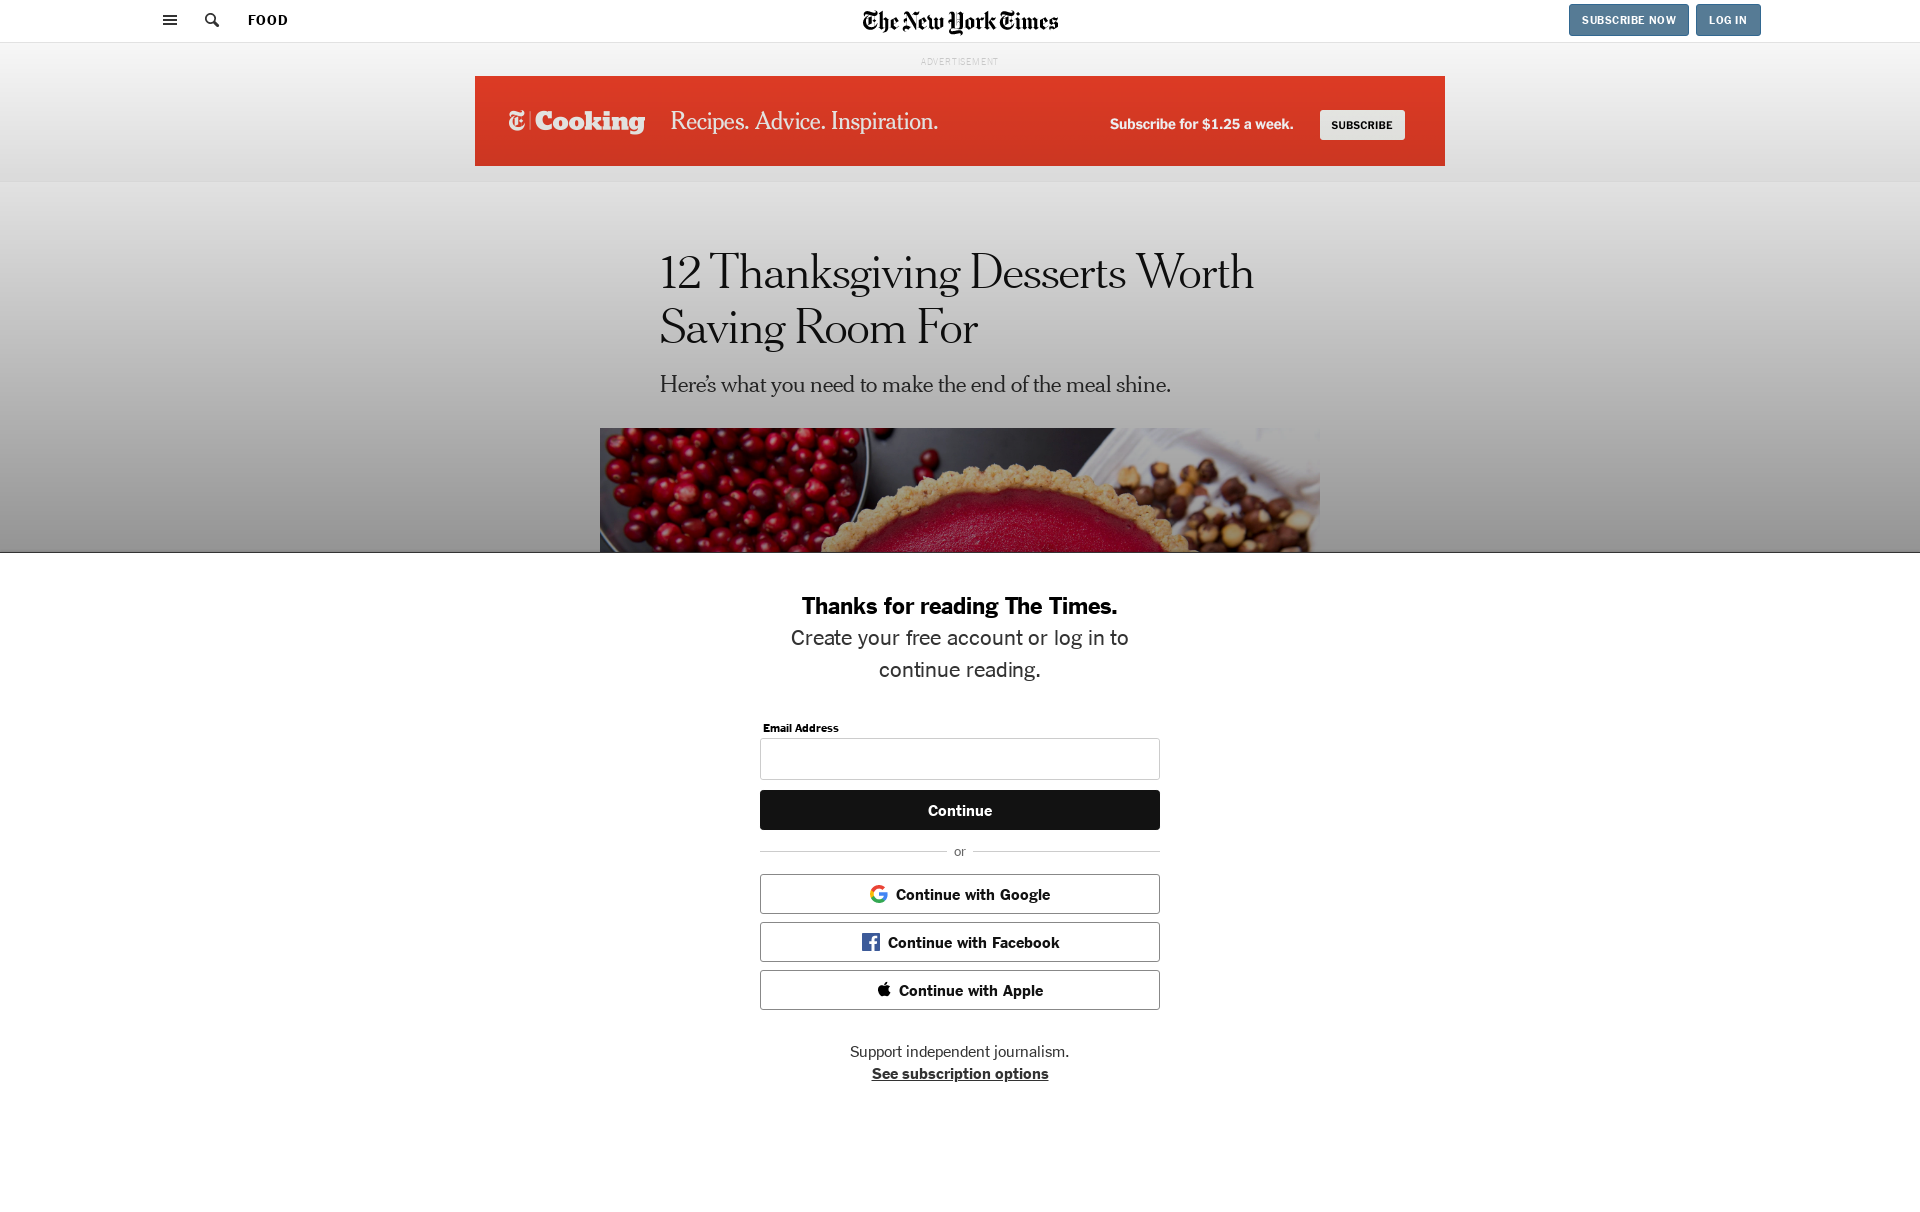 FOOD
The New York Times
SUBSCRIBE NOW
LOG IN
ADVERTISEMENT
T Cooking
Recipes. Advice. Inspiration.
Subscribe for $1.25 a week.
SUBSCRIBE
12 Thanksgiving Desserts Worth
Saving Room For
Here’s what you need to make the end of the meal shine.
Thanks for reading The Times.
Create your free account or log in to
continue reading.
Email Address
Continue
or
Continue with Google
Continue with Facebook
Continue with Apple
Support independent journalism.
See subscription options